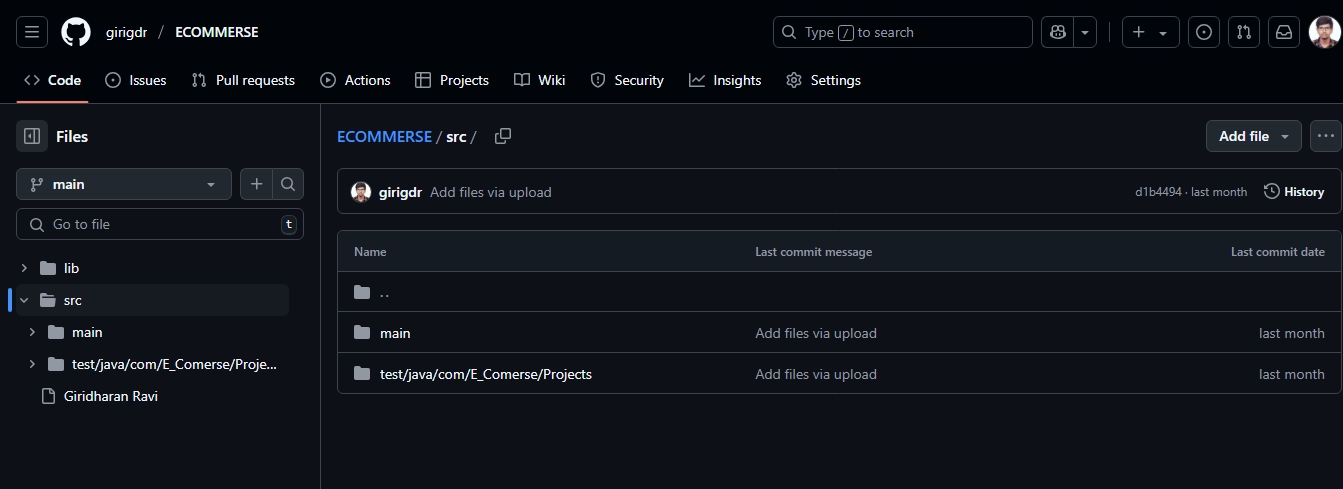 girigdr / ECOMMERSE
Type / to search
Code Issues Pull requests Actions Projects Wiki Security Insights Settings
Files
main
Go to file t
lib
src
main
test/java/com/E_Comerse/Proje...
Giridharan Ravi
ECOMMERSE / src /
Add file
girigdr Add files via upload
d1b4494 · last month History
Name Last commit message Last commit date
..
main Add files via upload last month
test/java/com/E_Comerse/Projects Add files via upload last month